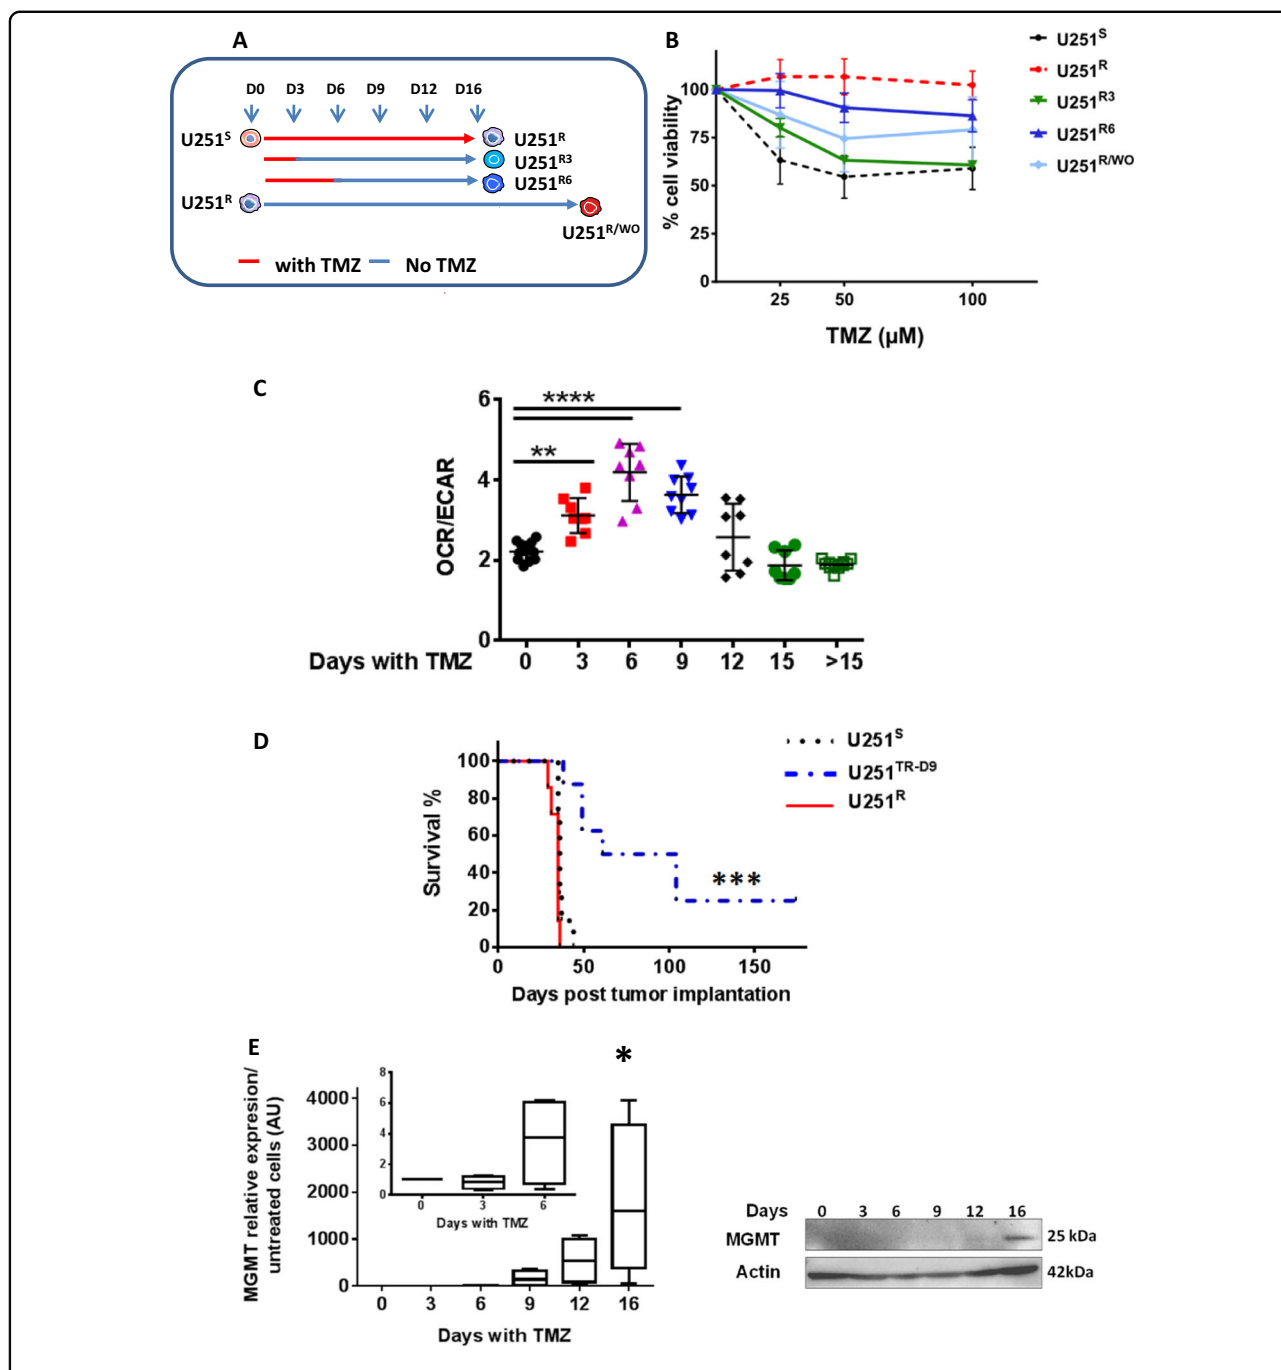 A
D0 D3 D6 D9 D12 D16
U251S
U251R
U251R3
U251R6
U251R
U251R/WO
with TMZ
No TMZ
B
% cell viability
100
75
50
25
0
25 50 100
TMZ (µM)
U251S
U251R
U251R3
U251R6
U251R/WO
C
OCR/ECAR
6
4
2
0
****
**
Days with TMZ 0 3 6 9 12 15 >15
D
Survival %
100
80
60
40
20
0
***
0 50 100 150
Days post tumor implantation
U251S
U251TR-D9
U251R
E
MGMT relative expresion/
untreated cells (AU)
4000
3000
2000
1000
0
*
8
6
4
2
0
0 3 6
Days with TMZ
0 3 6 9 12 16
Days with TMZ
Days 0 3 6 9 12 16
MGMT 25 kDa
Actin 42kDa